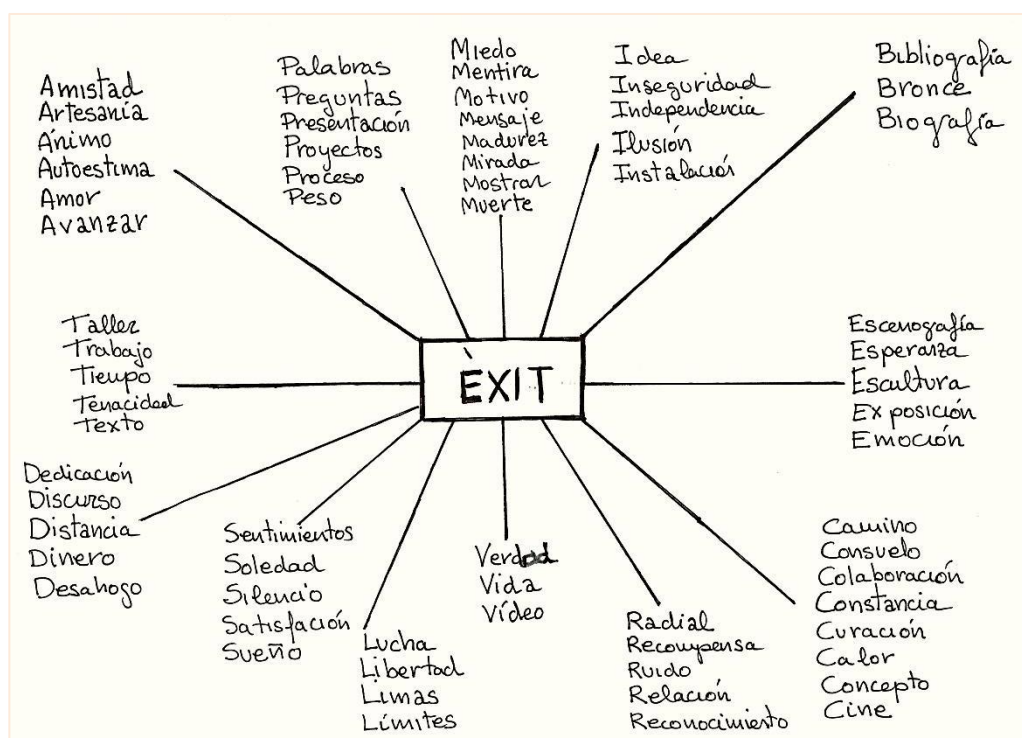 Amistad
Artesanía
Ánimo
Autoestima
Amor
Avanzar
Palabras
Preguntas
Presentación
Proyectos
Proceso
Peso
Miedo
Mentira
Motivo
Mensaje
Madurez
Mirada
Mostrar
Muerte
Idea
Inseguridad
Independencia
Ilusión
Instalación
Bibliografía
Bronce
Biografía
Taller
Trabajo
Tiempo
Tenacidad
Texto
ÈXIT
Escenografía
Esperanza
Escultura
Exposición
Emoción
Dedicación
Discurso
Distancia
Dinero
Desahogo
Sentimientos
Soledad
Silencio
Satisfacción
Sueño
Lucha
Libertad
Limas
Límites
Verdad
Vida
Vídeo
Radial
Recompensa
Ruido
Relación
Reconocimiento
Camino
Consuelo
Colaboración
Constancia
Curación
Calor
Concepto
Cine